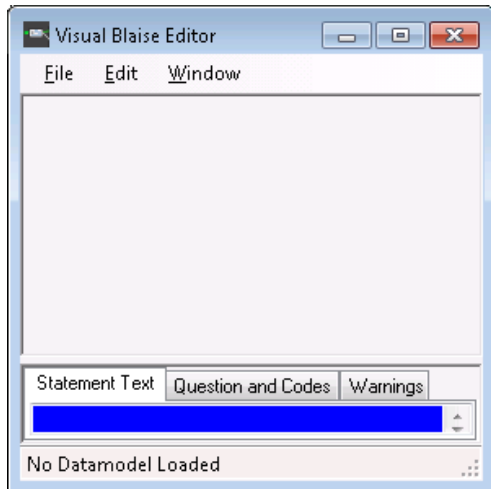 Visual Blaise Editor
File Edit Window
Statement Text Question and Codes Warnings
No Datamodel Loaded